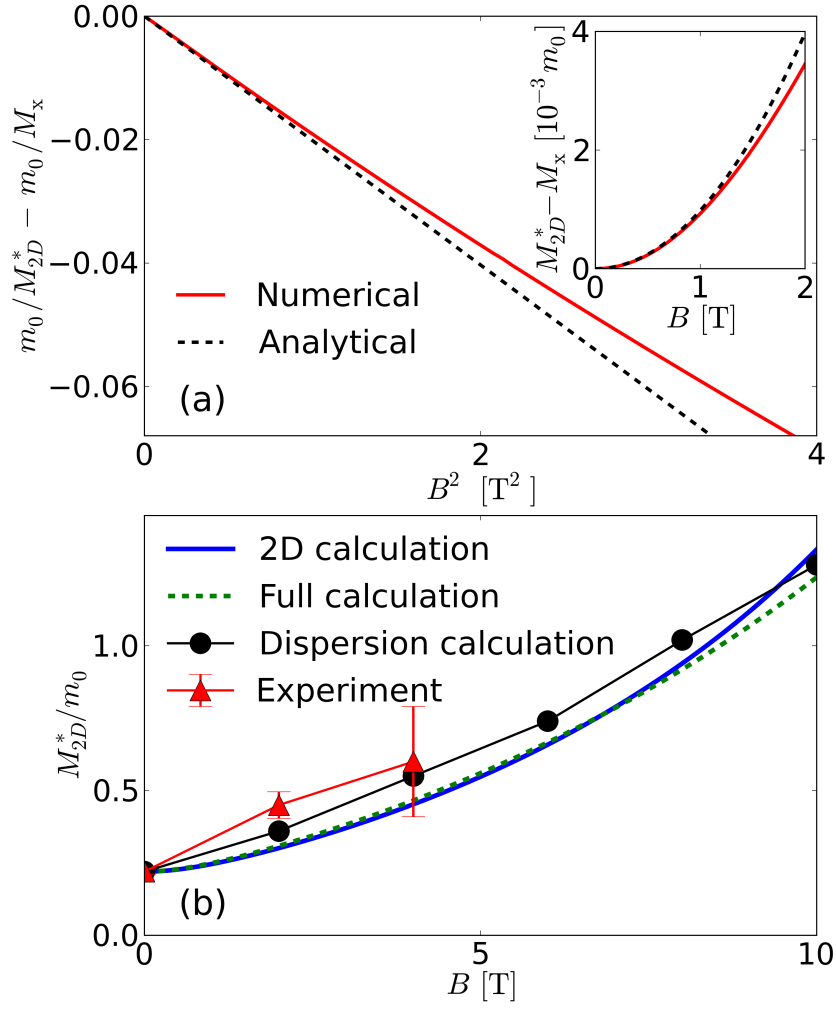 0.00
−0.02
−0.04
−0.06
m₀/M*₂D − m₀/Mₓ
Numerical
Analytical
(a)
0
2
4
B² [T²]
M*₂D−Mₓ [10⁻³ m₀]
4
2
0
0
1
2
B [T]
2D calculation
Full calculation
Dispersion calculation
Experiment
(b)
M*₂D/m₀
1.0
0.5
0.0
0
5
10
B [T]